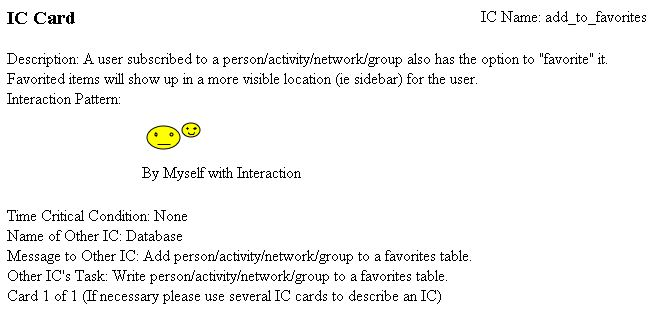 IC Card
IC Name: add_to_favorites
Description: A user subscribed to a person/activity/network/group also has the option to "favorite" it.
Favorited items will show up in a more visible location (ie sidebar) for the user.
Interaction Pattern:
By Myself with Interaction
Time Critical Condition: None
Name of Other IC: Database
Message to Other IC: Add person/activity/network/group to a favorites table.
Other IC's Task: Write person/activity/network/group to a favorites table.
Card 1 of 1 (If necessary please use several IC cards to describe an IC)